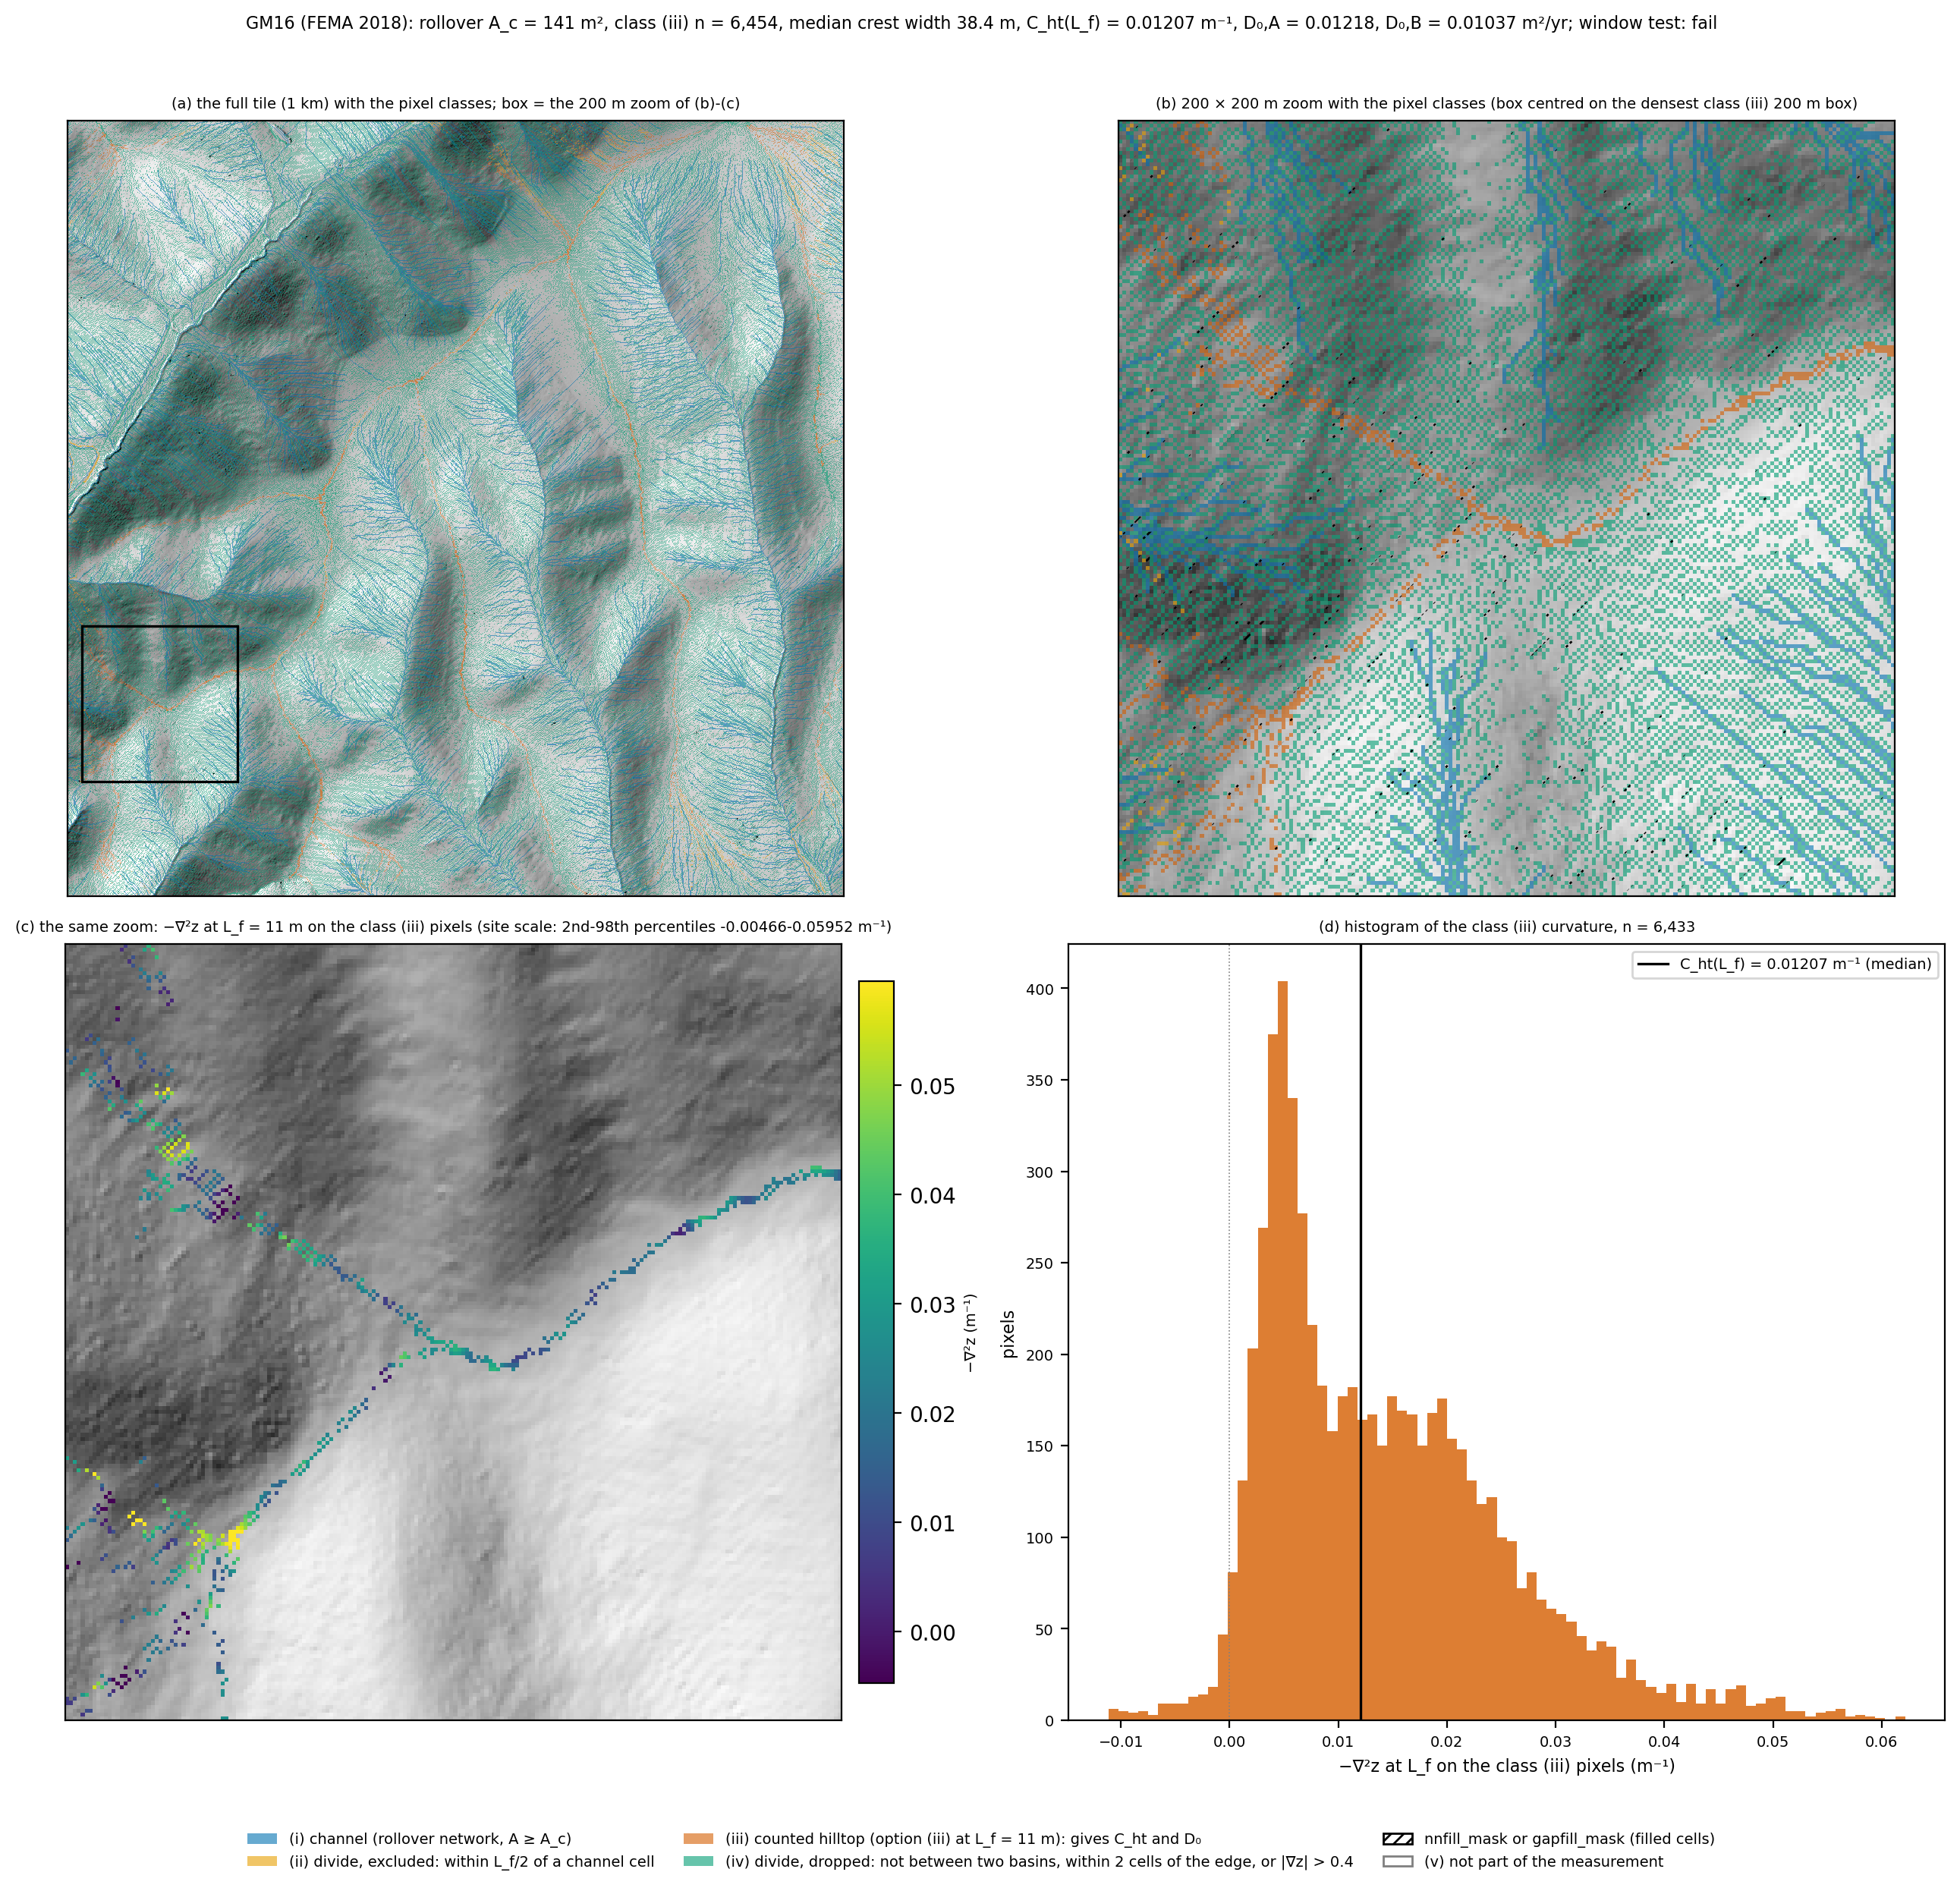 GM16 (FEMA 2018): rollover A_c = 141 m², class (iii) n = 6,454, median crest width 38.4 m, C_ht(L_f) = 0.01207 m⁻¹, D₀,A = 0.01218, D₀,B = 0.01037 m²/yr; window test: fail
(a) the full tile (1 km) with the pixel classes; box = the 200 m zoom of (b)-(c)
(b) 200 × 200 m zoom with the pixel classes (box centred on the densest class (iii) 200 m box)
(c) the same zoom: −∇²z at L_f = 11 m on the class (iii) pixels (site scale: 2nd-98th percentiles -0.00466-0.05952 m⁻¹)
0.05
0.04
0.03
0.02
0.01
0.00
−∇²z (m⁻¹)
(d) histogram of the class (iii) curvature, n = 6,433
C_ht(L_f) = 0.01207 m⁻¹ (median)
400
350
300
250
200
150
100
50
0
pixels
−0.01 0.00 0.01 0.02 0.03 0.04 0.05 0.06
−∇²z at L_f on the class (iii) pixels (m⁻¹)
(i) channel (rollover network, A ≥ A_c)
(ii) divide, excluded: within L_f/2 of a channel cell
(iii) counted hilltop (option (iii) at L_f = 11 m): gives C_ht and D₀
(iv) divide, dropped: not between two basins, within 2 cells of the edge, or |∇z| > 0.4
nnfill_mask or gapfill_mask (filled cells)
(v) not part of the measurement